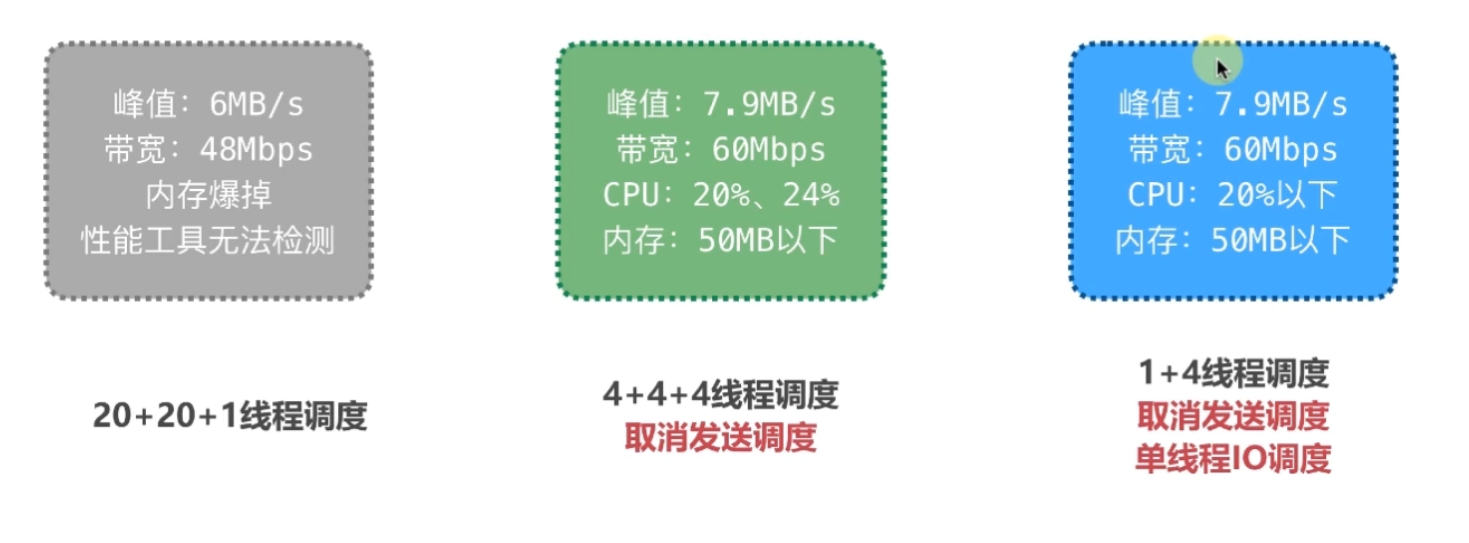 峰值：6MB/s
带宽：48Mbps
内存爆掉
性能工具无法检测
20+20+1线程调度
峰值：7.9MB/s
带宽：60Mbps
CPU：20%、24%
内存：50MB以下
4+4+4线程调度
取消发送调度
峰值：7.9MB/s
带宽：60Mbps
CPU：20%以下
内存：50MB以下
1+4线程调度
取消发送调度
单线程IO调度